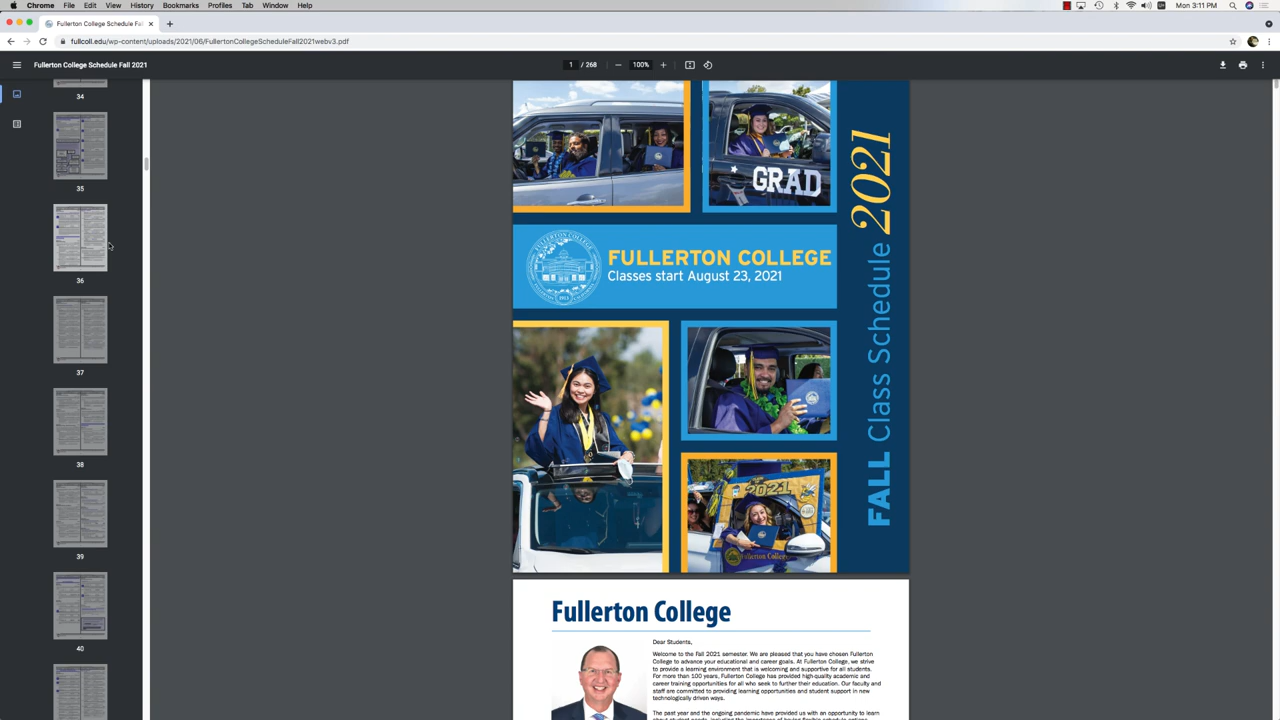 Chrome File Edit View History Bookmarks Profiles Tab Window Help
Mon 3:11 PM
Fullerton College Schedule Fal
fullcoll.edu/wp-content/uploads/2021/06/FullertonCollegeScheduleFall2021webv3.pdf
Fullerton College Schedule Fall 2021
1 / 268
100%
34
35
36
37
38
39
40
GRAD
FULLERTON COLLEGE
Classes start August 23, 2021
FALL Class Schedule 2021
2021
Fullerton College
Fullerton College
Dear Students,
Welcome to the Fall 2021 semester. We are pleased that you have chosen Fullerton
College to advance your educational and career goals. At Fullerton College, we strive
to provide a learning environment that is welcoming and supportive for all students.
For more than 100 years, Fullerton College has provided high-quality academic and
career training opportunities for all who seek to further their education. Our faculty and
staff are committed to providing learning opportunities and student support in new
technologically driven ways.
The past year and the ongoing pandemic have provided us with an opportunity to learn